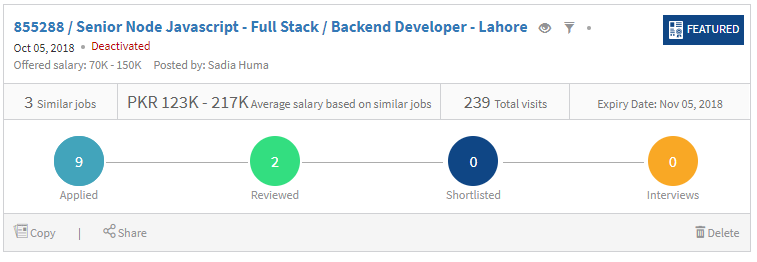 855288 / Senior Node Javascript - Full Stack / Backend Developer - Lahore
FEATURED
Oct 05, 2018 • Deactivated
Offered salary: 70K - 150K Posted by: Sadia Huma
3 Similar jobs PKR 123K - 217K Average salary based on similar jobs 239 Total visits Expiry Date: Nov 05, 2018
9 2 0 0
Applied Reviewed Shortlisted Interviews
Copy | Share Delete